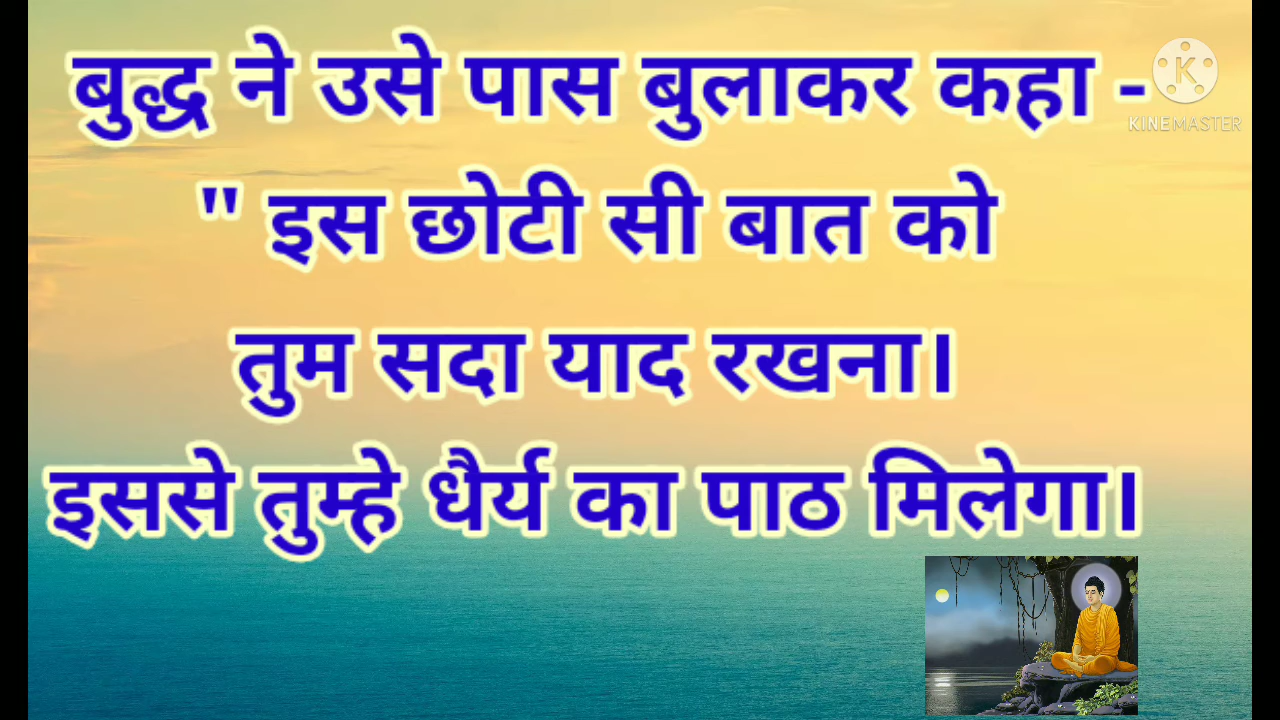 बुद्ध ने उसे पास बुलाकर कहा -
" इस छोटी सी बात को
तुम सदा याद रखना।
इससे तुम्हे धैर्य का पाठ मिलेगा।
K
KINEMASTER